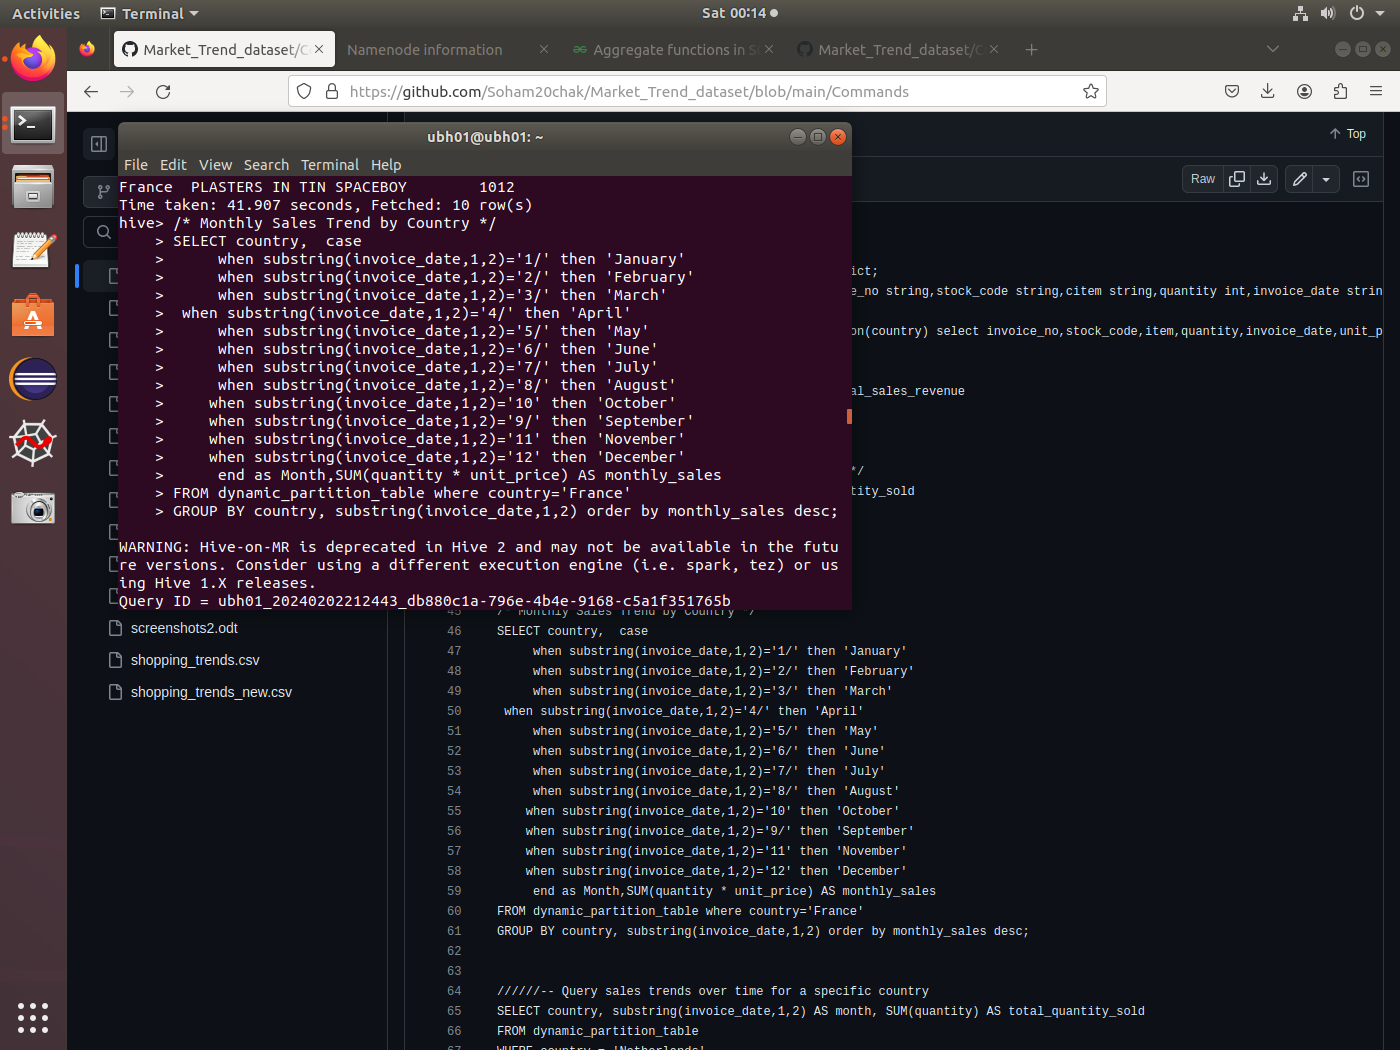 Activities
Terminal
Sat 00:14
Market_Trend_dataset/C
Namenode information
Aggregate functions in S
Market_Trend_dataset/C
https://github.com/Soham20chak/Market_Trend_dataset/blob/main/Commands
Top
Raw
ubh01@ubh01: ~
File Edit View Search Terminal Help
France  PLASTERS IN TIN SPACEBOY        1012
Time taken: 41.907 seconds, Fetched: 10 row(s)
hive> /* Monthly Sales Trend by Country */
    > SELECT country,  case
    >      when substring(invoice_date,1,2)='1/' then 'January'
    >      when substring(invoice_date,1,2)='2/' then 'February'
    >      when substring(invoice_date,1,2)='3/' then 'March'
    >  when substring(invoice_date,1,2)='4/' then 'April'
    >      when substring(invoice_date,1,2)='5/' then 'May'
    >      when substring(invoice_date,1,2)='6/' then 'June'
    >      when substring(invoice_date,1,2)='7/' then 'July'
    >      when substring(invoice_date,1,2)='8/' then 'August'
    >     when substring(invoice_date,1,2)='10' then 'October'
    >     when substring(invoice_date,1,2)='9/' then 'September'
    >     when substring(invoice_date,1,2)='11' then 'November'
    >     when substring(invoice_date,1,2)='12' then 'December'
    >      end as Month,SUM(quantity * unit_price) AS monthly_sales
    > FROM dynamic_partition_table where country='France'
    > GROUP BY country, substring(invoice_date,1,2) order by monthly_sales desc;
WARNING: Hive-on-MR is deprecated in Hive 2 and may not be available in the futu
re versions. Consider using a different execution engine (i.e. spark, tez) or us
ing Hive 1.X releases.
Query ID = ubh01_20240202212443_db880c1a-796e-4b4e-9168-c5a1f351765b
ict;
e_no string,stock_code string,citem string,quantity int,invoice_date strin
on(country) select invoice_no,stock_code,item,quantity,invoice_date,unit_p
al_sales_revenue
*/
tity_sold
screenshots2.odt
shopping_trends.csv
shopping_trends_new.csv
45 /* Monthly Sales Trend by Country */
46 SELECT country,  case
47      when substring(invoice_date,1,2)='1/' then 'January'
48      when substring(invoice_date,1,2)='2/' then 'February'
49      when substring(invoice_date,1,2)='3/' then 'March'
50  when substring(invoice_date,1,2)='4/' then 'April'
51      when substring(invoice_date,1,2)='5/' then 'May'
52      when substring(invoice_date,1,2)='6/' then 'June'
53      when substring(invoice_date,1,2)='7/' then 'July'
54      when substring(invoice_date,1,2)='8/' then 'August'
55     when substring(invoice_date,1,2)='10' then 'October'
56     when substring(invoice_date,1,2)='9/' then 'September'
57     when substring(invoice_date,1,2)='11' then 'November'
58     when substring(invoice_date,1,2)='12' then 'December'
59      end as Month,SUM(quantity * unit_price) AS monthly_sales
60 FROM dynamic_partition_table where country='France'
61 GROUP BY country, substring(invoice_date,1,2) order by monthly_sales desc;
62
63
64 //////-- Query sales trends over time for a specific country
65 SELECT country, substring(invoice_date,1,2) AS month, SUM(quantity) AS total_quantity_sold
66 FROM dynamic_partition_table
67 WHERE country = 'Netherlands'